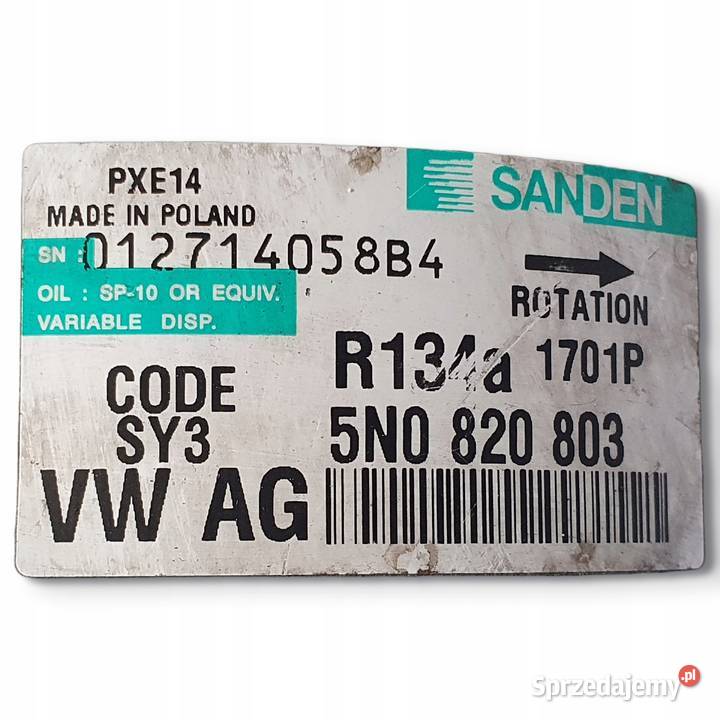 PXE14
MADE IN POLAND
SANDEN
SN : 012714058B4
OIL : SP-10 OR EQUIV.
VARIABLE DISP.
ROTATION
R134a 1701P
CODE
SY3
5N0 820 803
VW AG
Sprzedajemy.pl